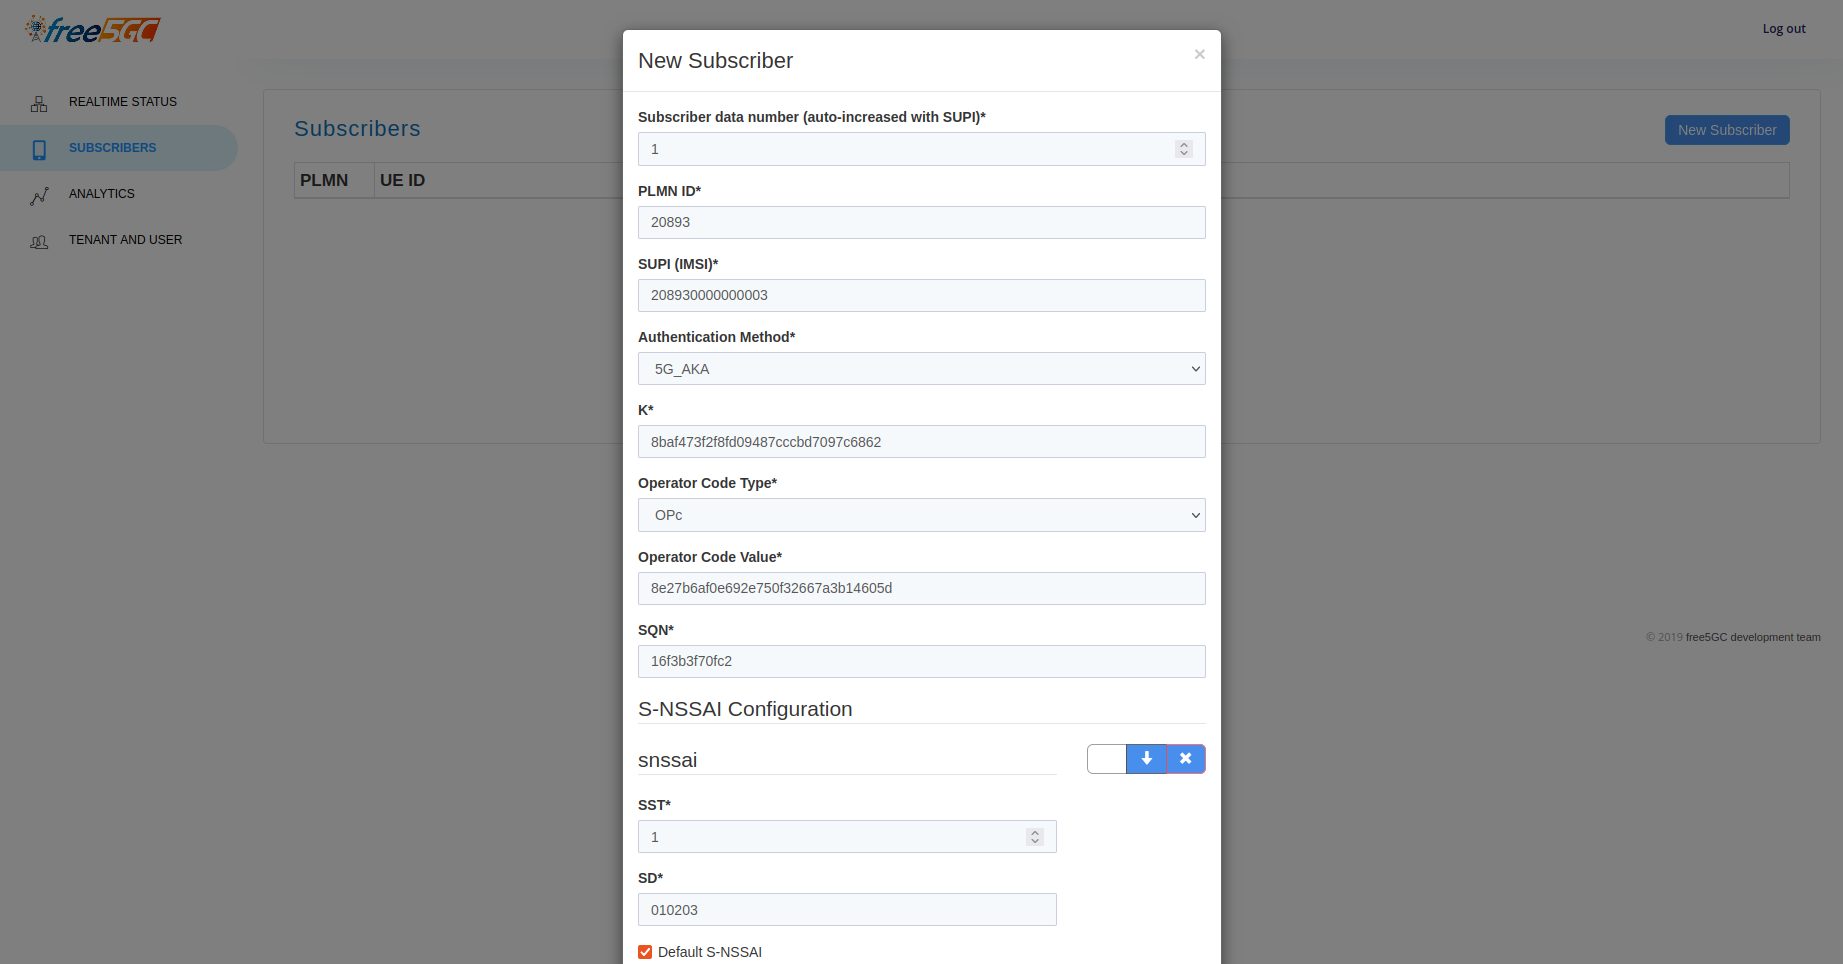 free5GC
Log out
REALTIME STATUS
SUBSCRIBERS
ANALYTICS
TENANT AND USER
Subscribers
New Subscriber
PLMN
UE ID
New Subscriber
×
Subscriber data number (auto-increased with SUPI)*
1
PLMN ID*
20893
SUPI (IMSI)*
208930000000003
Authentication Method*
5G_AKA
K*
8baf473f2f8fd09487cccbd7097c6862
Operator Code Type*
OPc
Operator Code Value*
8e27b6af0e692e750f32667a3b14605d
SQN*
16f3b3f70fc2
S-NSSAI Configuration
snssai
SST*
1
SD*
010203
Default S-NSSAI
© 2019 free5GC development team